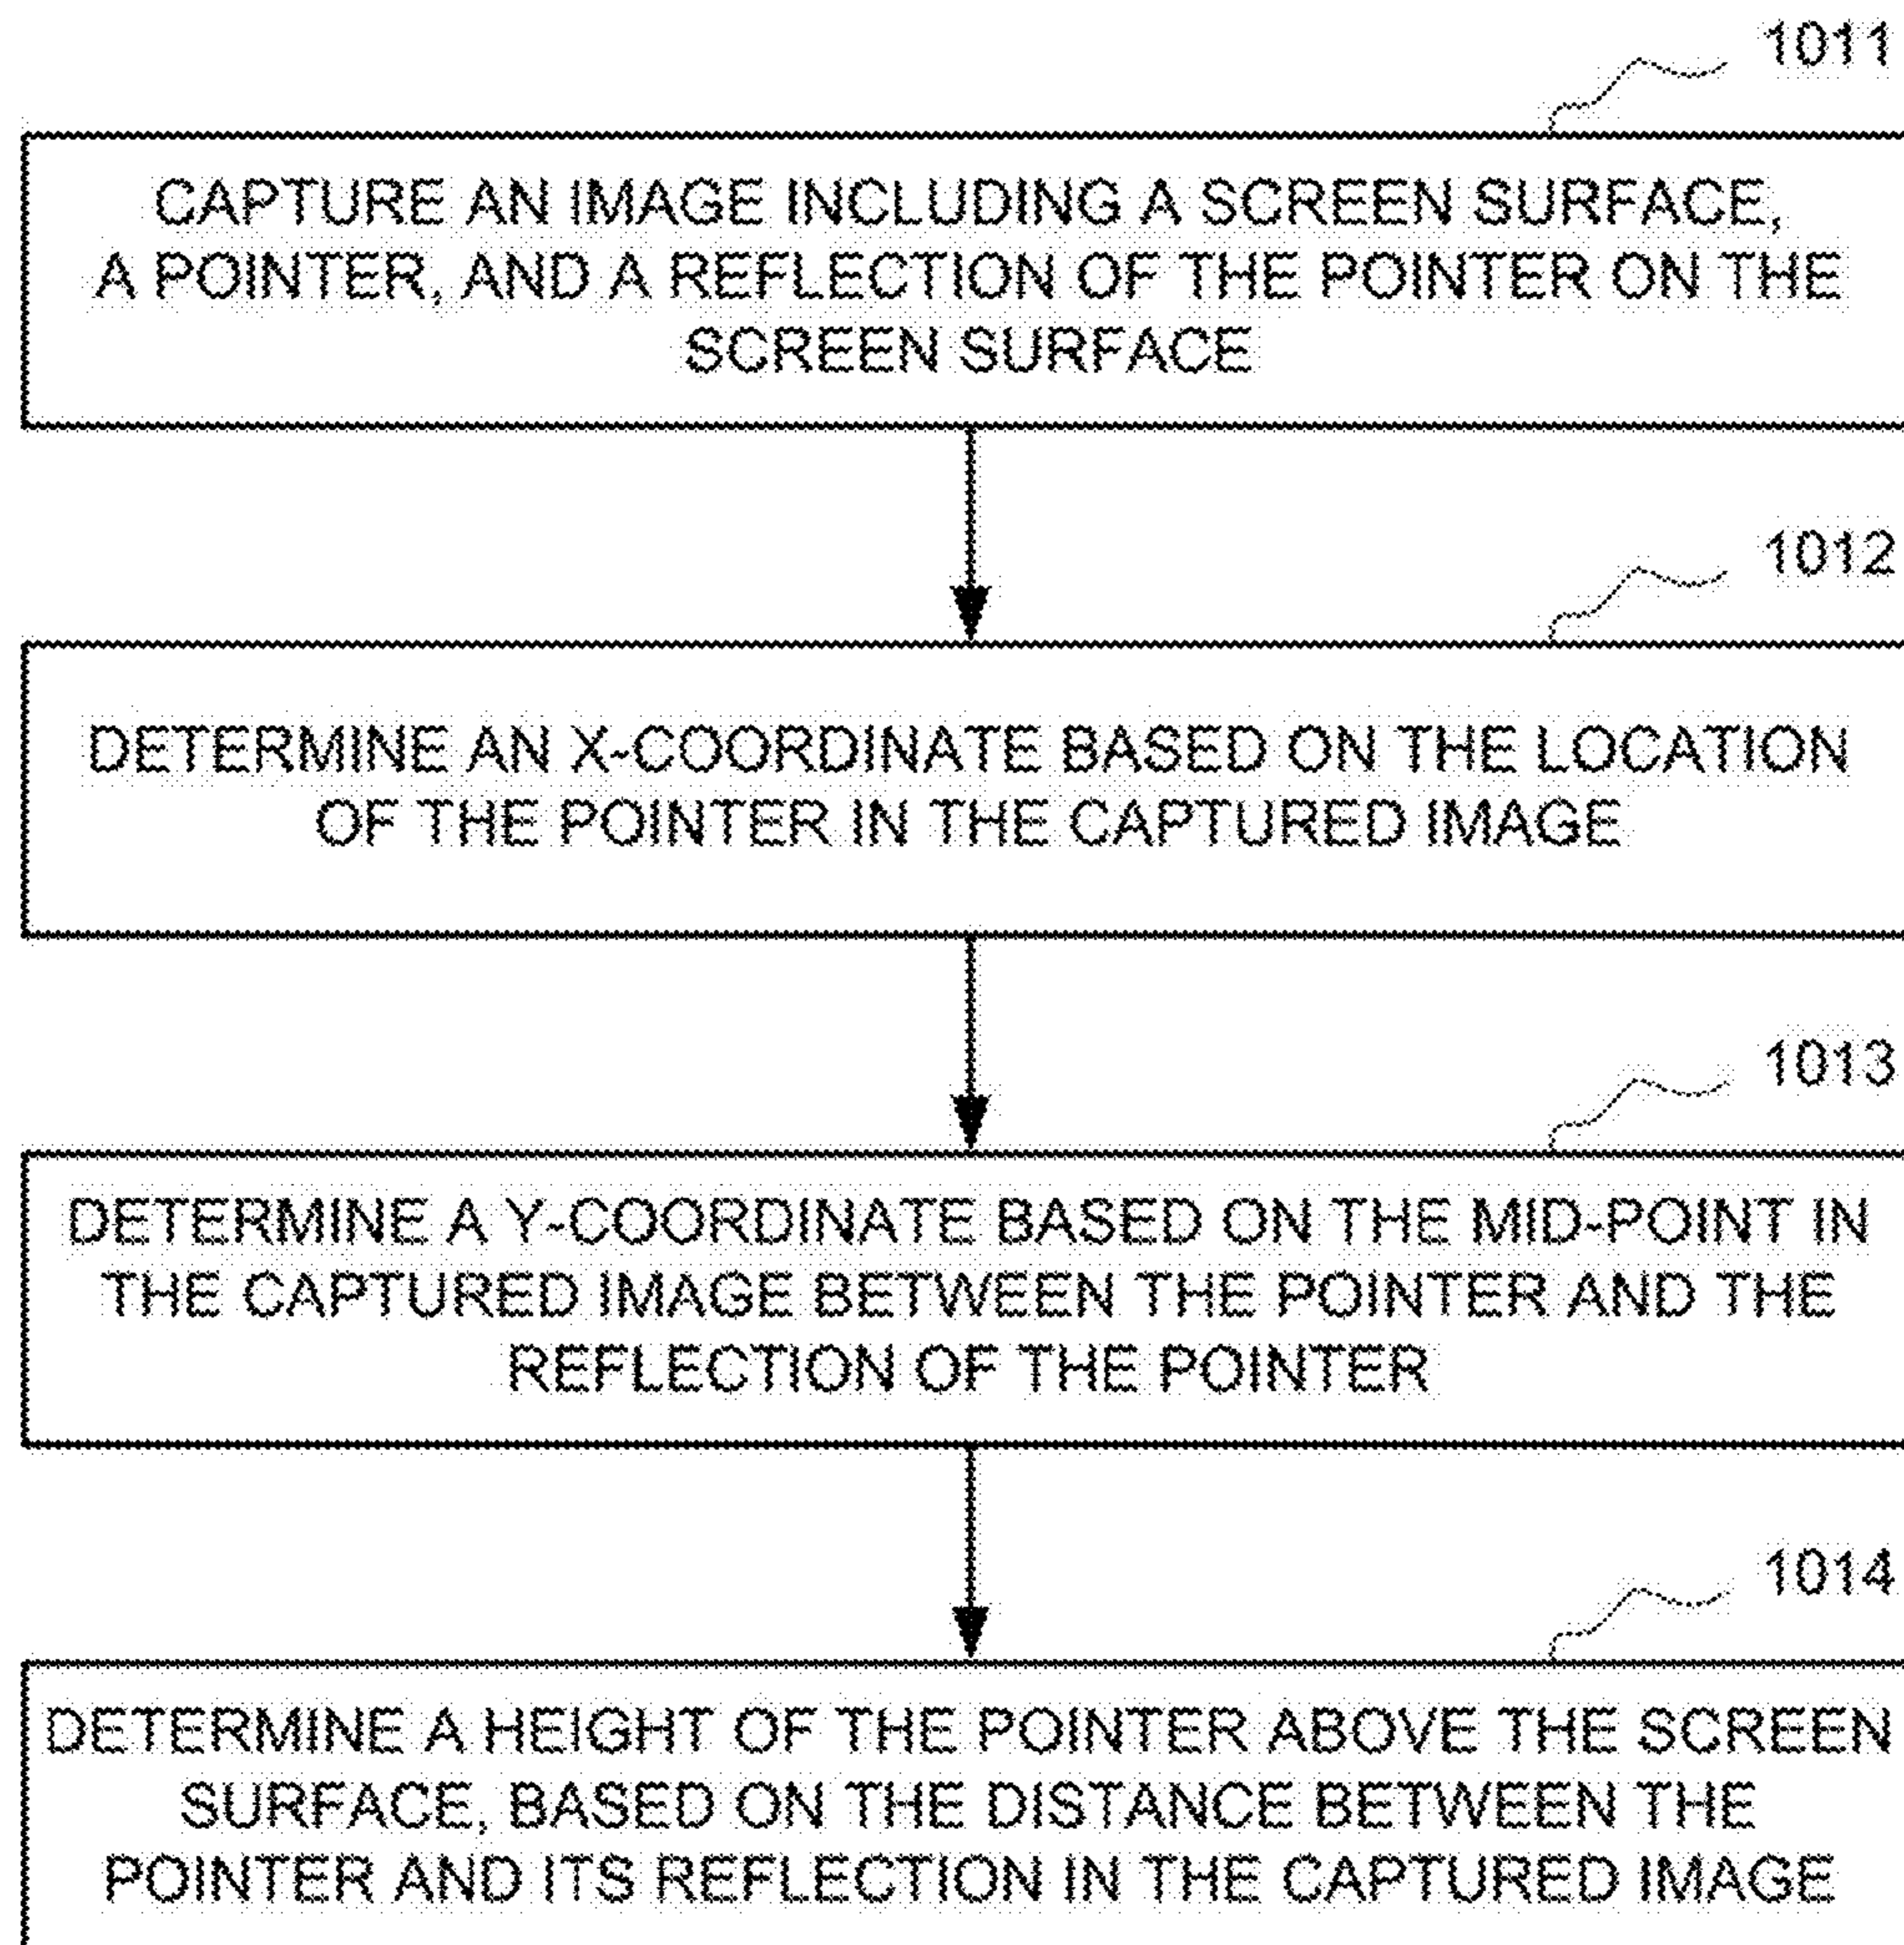 1011
CAPTURE AN IMAGE INCLUDING A SCREEN SURFACE,
A POINTER, AND A REFLECTION OF THE POINTER ON THE
SCREEN SURFACE
1012
DETERMINE AN X-COORDINATE BASED ON THE LOCATION
OF THE POINTER IN THE CAPTURED IMAGE
1013
DETERMINE A Y-COORDINATE BASED ON THE MID-POINT IN
THE CAPTURED IMAGE BETWEEN THE POINTER AND THE
REFLECTION OF THE POINTER
1014
DETERMINE A HEIGHT OF THE POINTER ABOVE THE SCREEN
SURFACE, BASED ON THE DISTANCE BETWEEN THE
POINTER AND ITS REFLECTION IN THE CAPTURED IMAGE